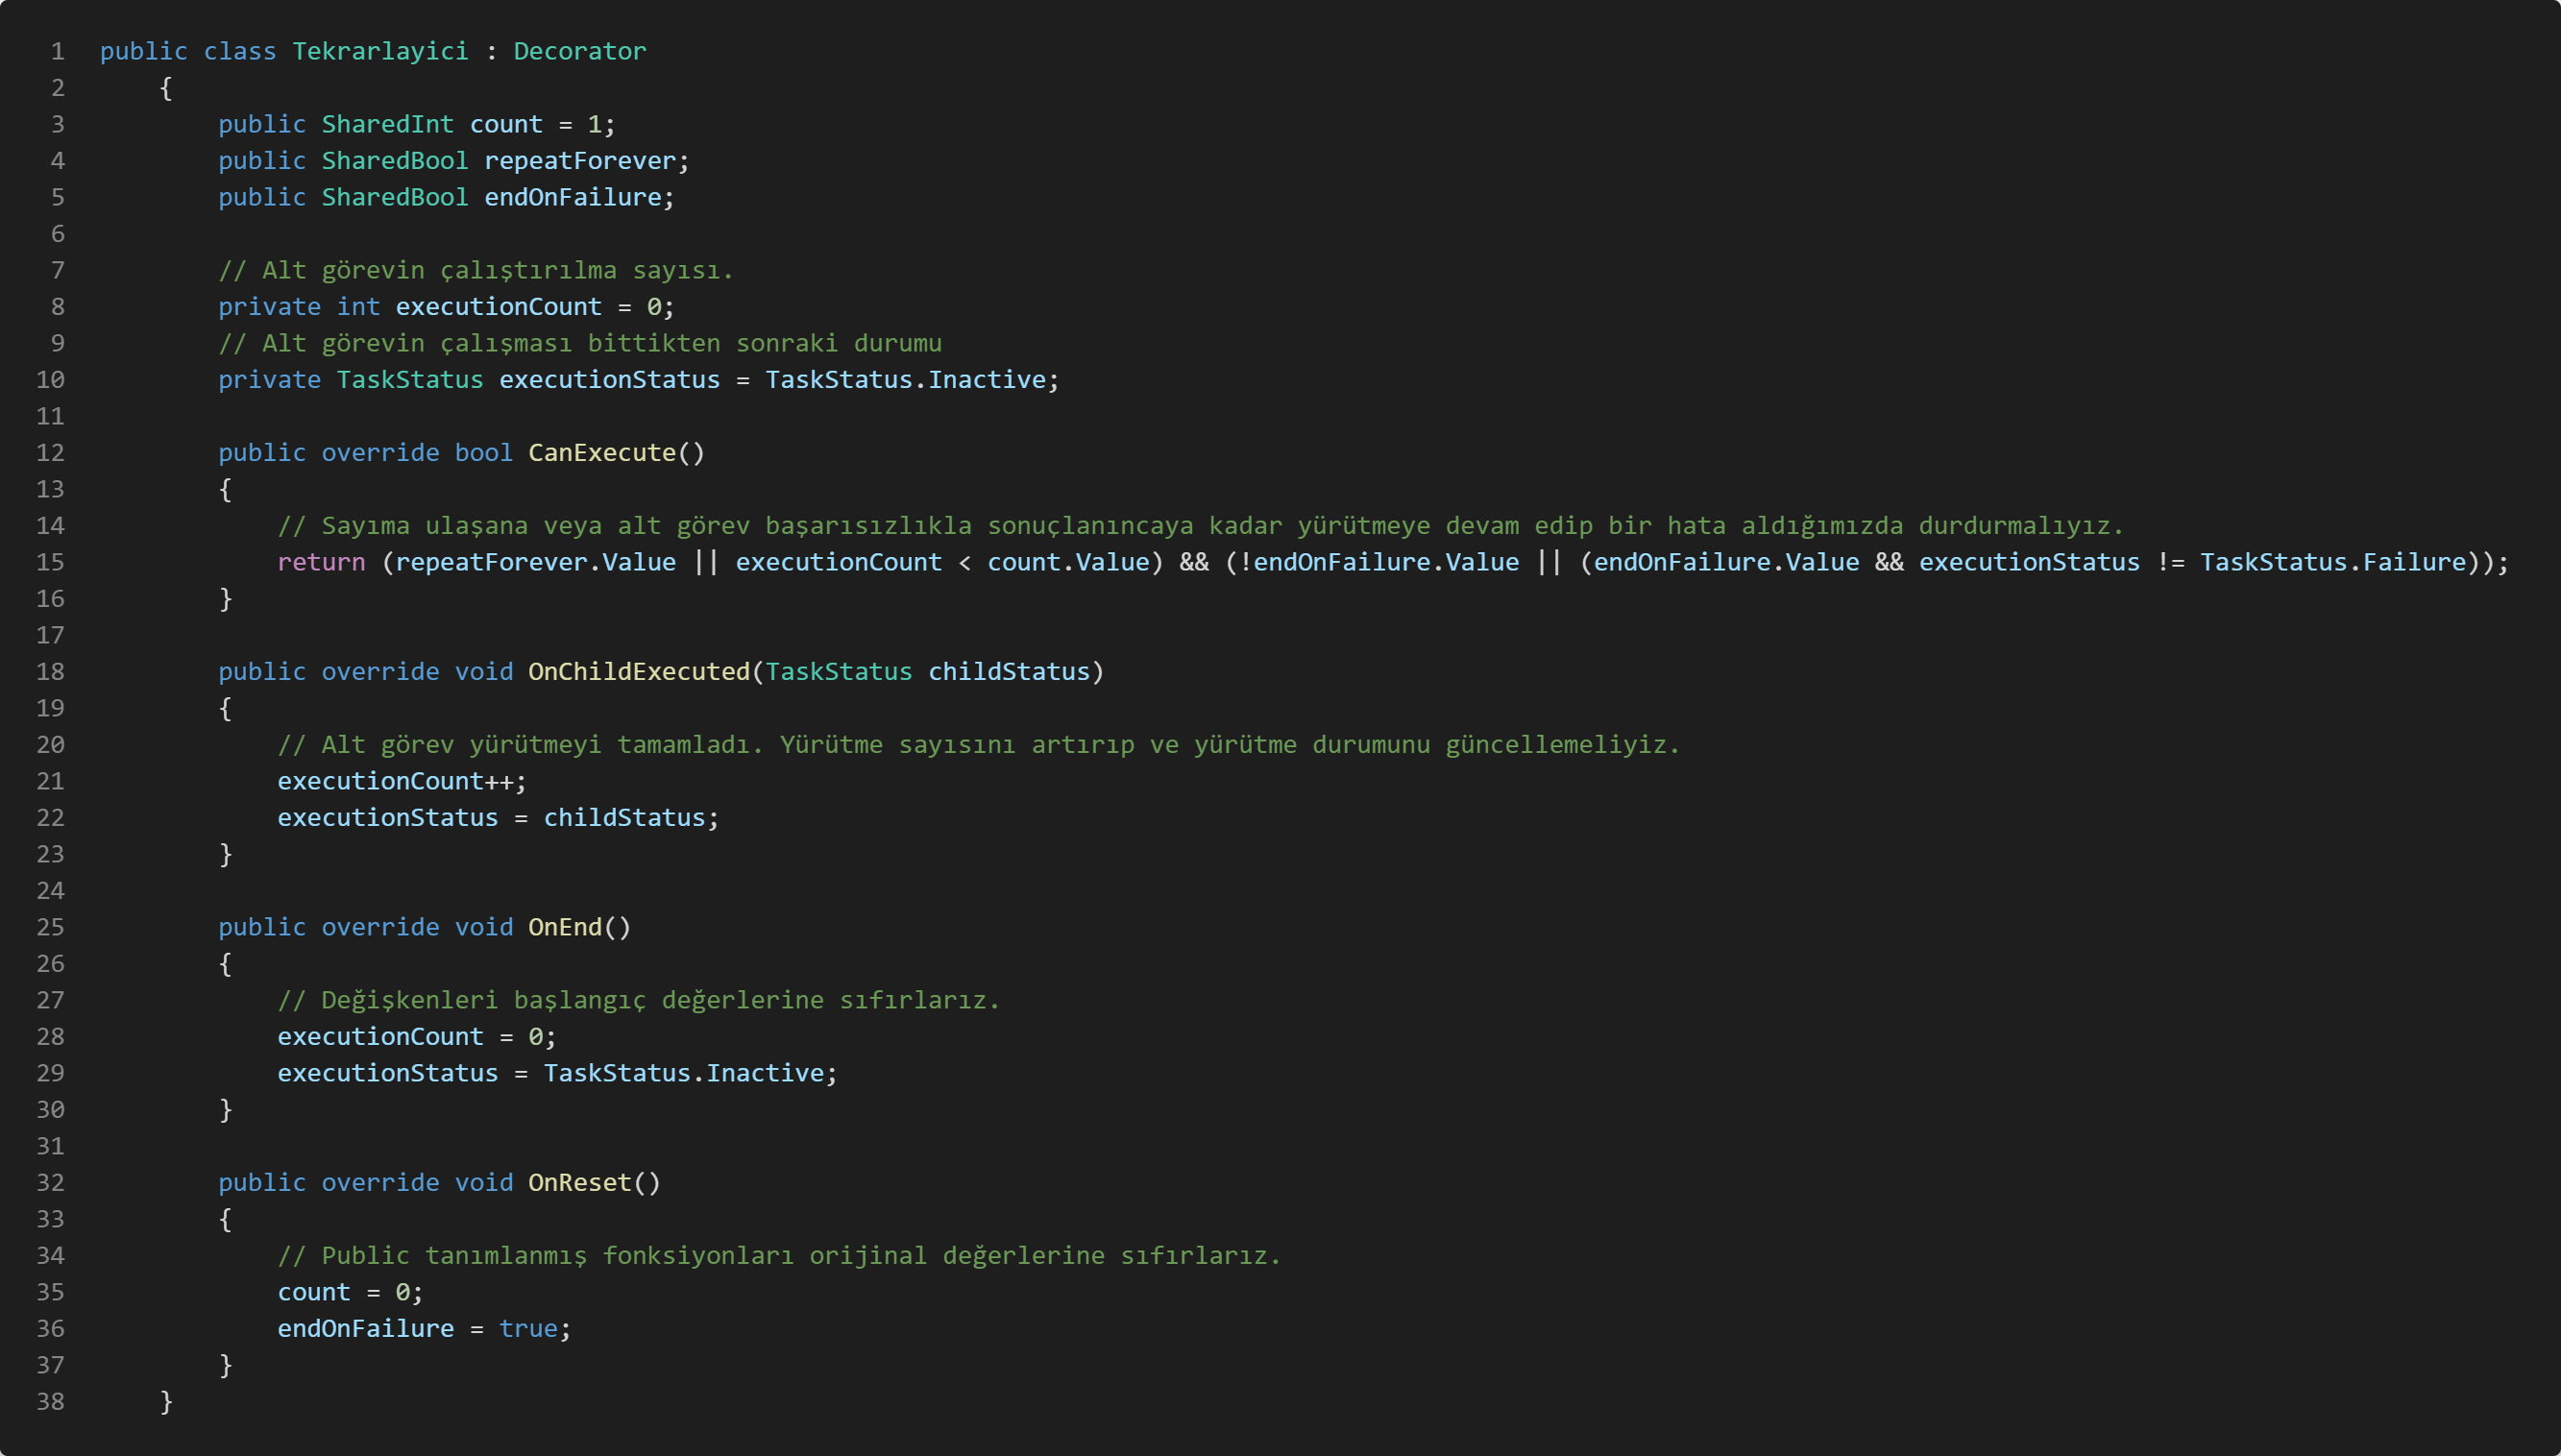 1 public class Tekrarlayici : Decorator
2 {
3 public SharedInt count = 1;
4 public SharedBool repeatForever;
5 public SharedBool endOnFailure;
6
7 // Alt görevin çalıştırılma sayısı.
8 private int executionCount = 0;
9 // Alt görevin çalışması bittikten sonraki durumu
10 private TaskStatus executionStatus = TaskStatus.Inactive;
11
12 public override bool CanExecute()
13 {
14 // Sayıma ulaşana veya alt görev başarısızlıkla sonuçlanıncaya kadar yürütmeye devam edip bir hata aldığımızda durdurmalıyız.
15 return (repeatForever.Value || executionCount < count.Value) && (!endOnFailure.Value || (endOnFailure.Value && executionStatus != TaskStatus.Failure));
16 }
17
18 public override void OnChildExecuted(TaskStatus childStatus)
19 {
20 // Alt görev yürütmeyi tamamladı. Yürütme sayısını artırıp ve yürütme durumunu güncellemeliyiz.
21 executionCount++;
22 executionStatus = childStatus;
23 }
24
25 public override void OnEnd()
26 {
27 // Değişkenleri başlangıç değerlerine sıfırlarız.
28 executionCount = 0;
29 executionStatus = TaskStatus.Inactive;
30 }
31
32 public override void OnReset()
33 {
34 // Public tanımlanmış fonksiyonları orijinal değerlerine sıfırlarız.
35 count = 0;
36 endOnFailure = true;
37 }
38 }